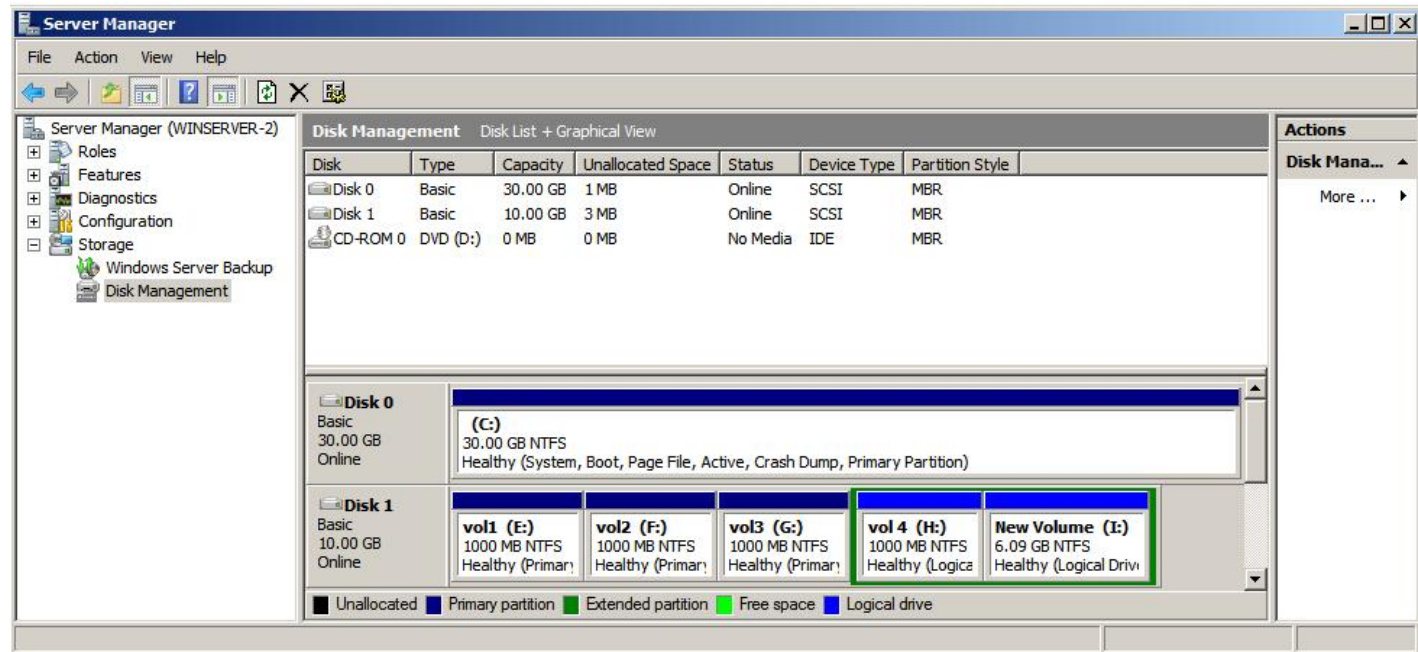 Server Manager
File Action View Help
Server Manager (WINSERVER-2)
Roles
Features
Diagnostics
Configuration
Storage
Windows Server Backup
Disk Management
Disk Management Disk List + Graphical View
Disk Type Capacity Unallocated Space Status Device Type Partition Style
Disk 0 Basic 30.00 GB 1 MB Online SCSI MBR
Disk 1 Basic 10.00 GB 3 MB Online SCSI MBR
CD-ROM 0 DVD (D:) 0 MB 0 MB No Media IDE MBR
Disk 0
Basic
30.00 GB
Online
(C:)
30.00 GB NTFS
Healthy (System, Boot, Page File, Active, Crash Dump, Primary Partition)
Disk 1
Basic
10.00 GB
Online
vol1 (E:)
1000 MB NTFS
Healthy (Primary
vol2 (F:)
1000 MB NTFS
Healthy (Primary
vol3 (G:)
1000 MB NTFS
Healthy (Primary
vol 4 (H:)
1000 MB NTFS
Healthy (Logica
New Volume (I:)
6.09 GB NTFS
Healthy (Logical Driv
Unallocated Primary partition Extended partition Free space Logical drive
Actions
Disk Mana...
More ...